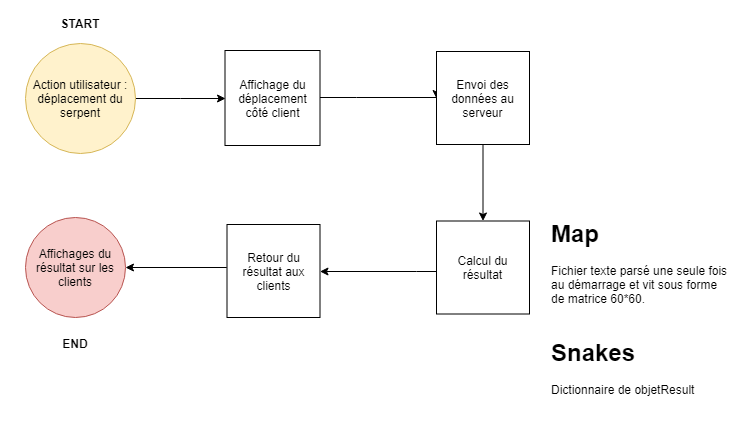 START
Action utilisateur :
déplacement du
serpent
Affichage du
déplacement
côté client
Envoi des
données au
serveur
Calcul du
résultat
Retour du
résultat aux
clients
Affichages du
résultat sur les
clients
END
Map
Fichier texte parsé une seule fois
au démarrage et vit sous forme
de matrice 60*60.
Snakes
Dictionnaire de objetResult